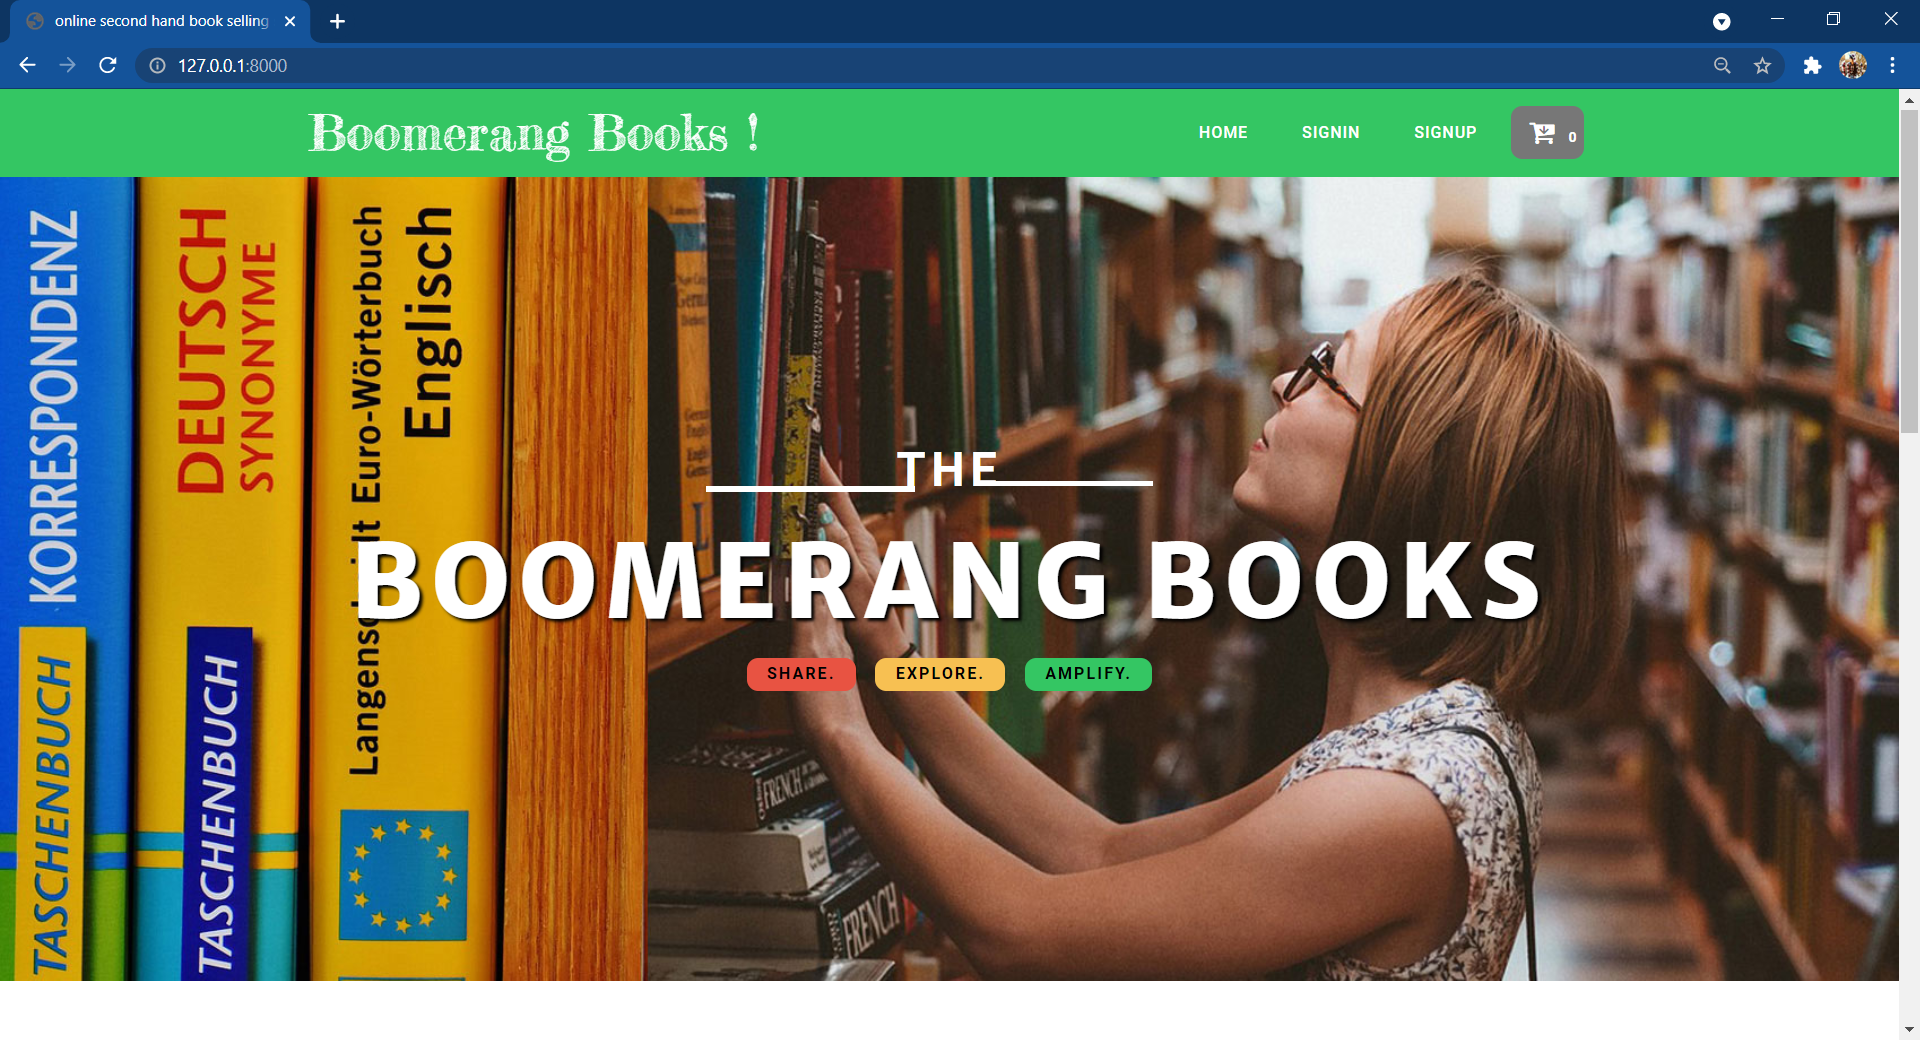 online second hand book selling
127.0.0.1:8000
Boomerang Books !
HOME
SIGNIN
SIGNUP
0
KORRESPONDENZ
TASCHENBUCH
DEUTSCH
SYNONYME
TASCHENBUCH
Euro-Wörterbuch
Englisch
THE
BOOMERANG BOOKS
SHARE.
EXPLORE.
AMPLIFY.
FRENCH
FRENCH